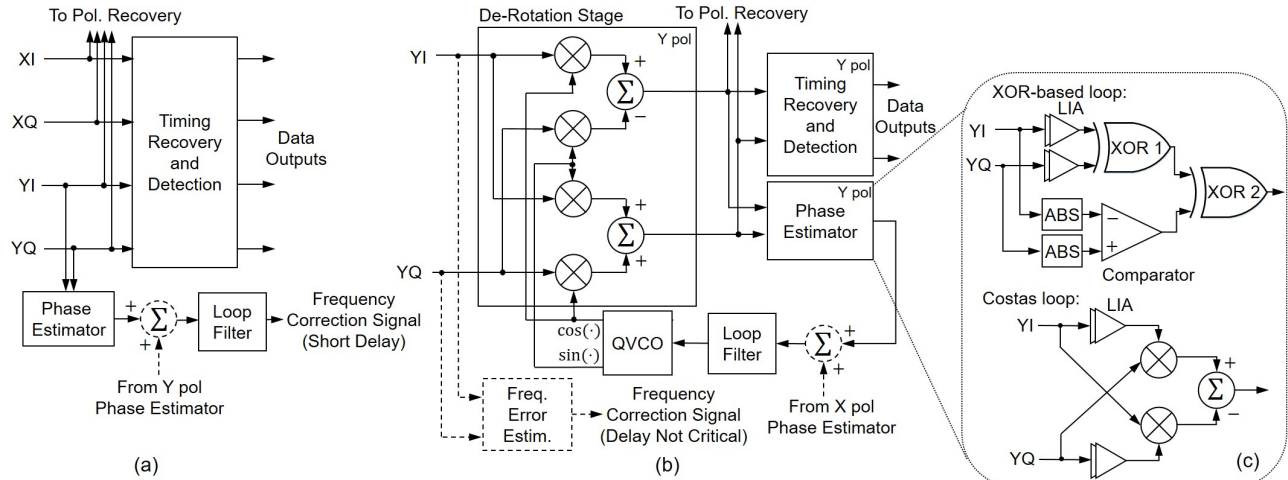 To Pol. Recovery
XI
XQ
YI
YQ
Timing
Recovery
and
Detection
Data
Outputs
Phase
Estimator
+
Σ
+
Loop
Filter
Frequency
Correction Signal
(Short Delay)
From Y pol
Phase Estimator
(a)
De-Rotation Stage
To Pol. Recovery
Y pol
YI
YQ
+
Σ
−
+
Σ
+
cos(·)
sin(·)
QVCO
Loop
Filter
+
Σ
+
From X pol
Phase Estimator
Y pol
Timing
Recovery
and
Detection
Data
Outputs
Y pol
Phase
Estimator
Freq.
Error
Estim.
Frequency
Correction Signal
(Delay Not Critical)
(b)
XOR-based loop:
LIA
YI
YQ
XOR 1
XOR 2
ABS
−
ABS
+
Comparator
Costas loop:
LIA
YI
YQ
+
Σ
−
(c)